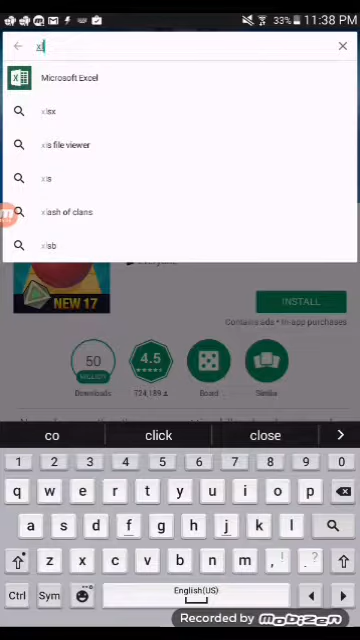 33% 11:38 PM
xl
Microsoft Excel
xlsx
xls file viewer
xls
xlash of clans
xlsb
NEW 17
INSTALL
Contains ads • In-app purchases
50
MILLION
4.5
Downloads
724,189
Board
Similar
co click close
1 2 3 4 5 6 7 8 9 0
q w e r t y u i o p
a s d f g h j k l
z x c v b n m , ! . ?
Ctrl Sym English(US)
Recorded by mobizen